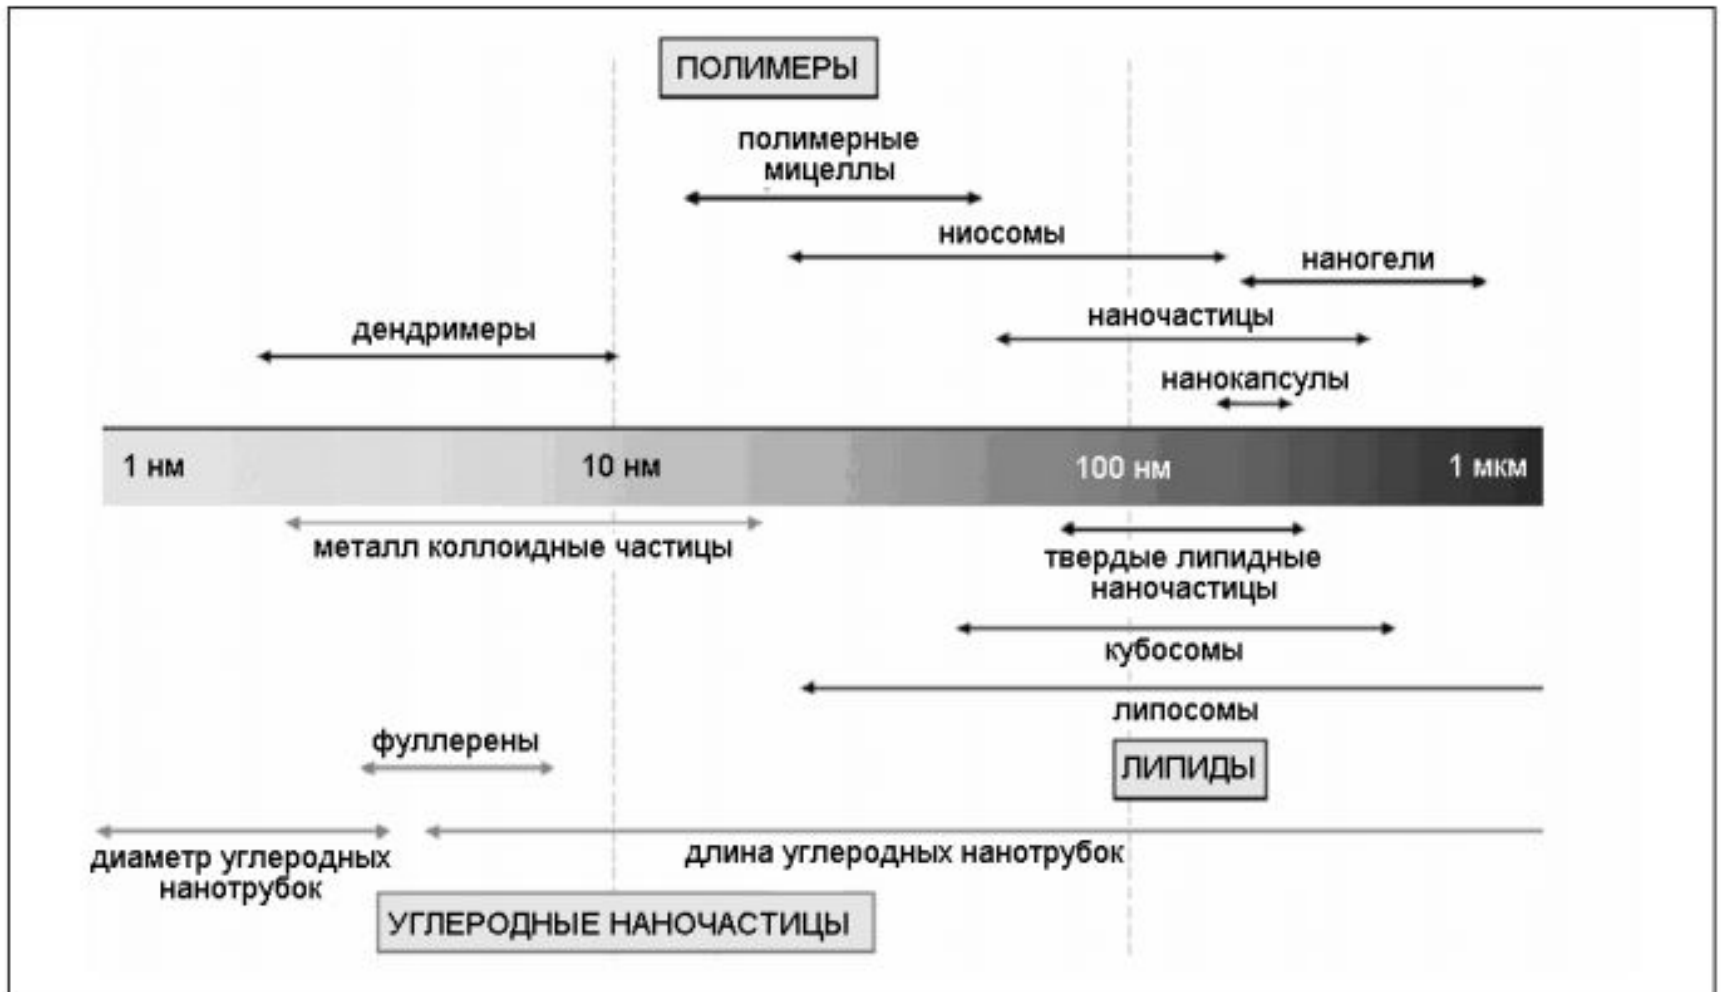 ПОЛИМЕРЫ
полимерные
мицеллы
ниосомы
наногели
наночастицы
дендримеры
нанокапсулы
1 нм
10 нм
100 нм
1 мкм
металл коллоидные частицы
твердые липидные
наночастицы
кубосомы
липосомы
фуллерены
ЛИПИДЫ
диаметр углеродных
нанотрубок
длина углеродных нанотрубок
УГЛЕРОДНЫЕ НАНОЧАСТИЦЫ